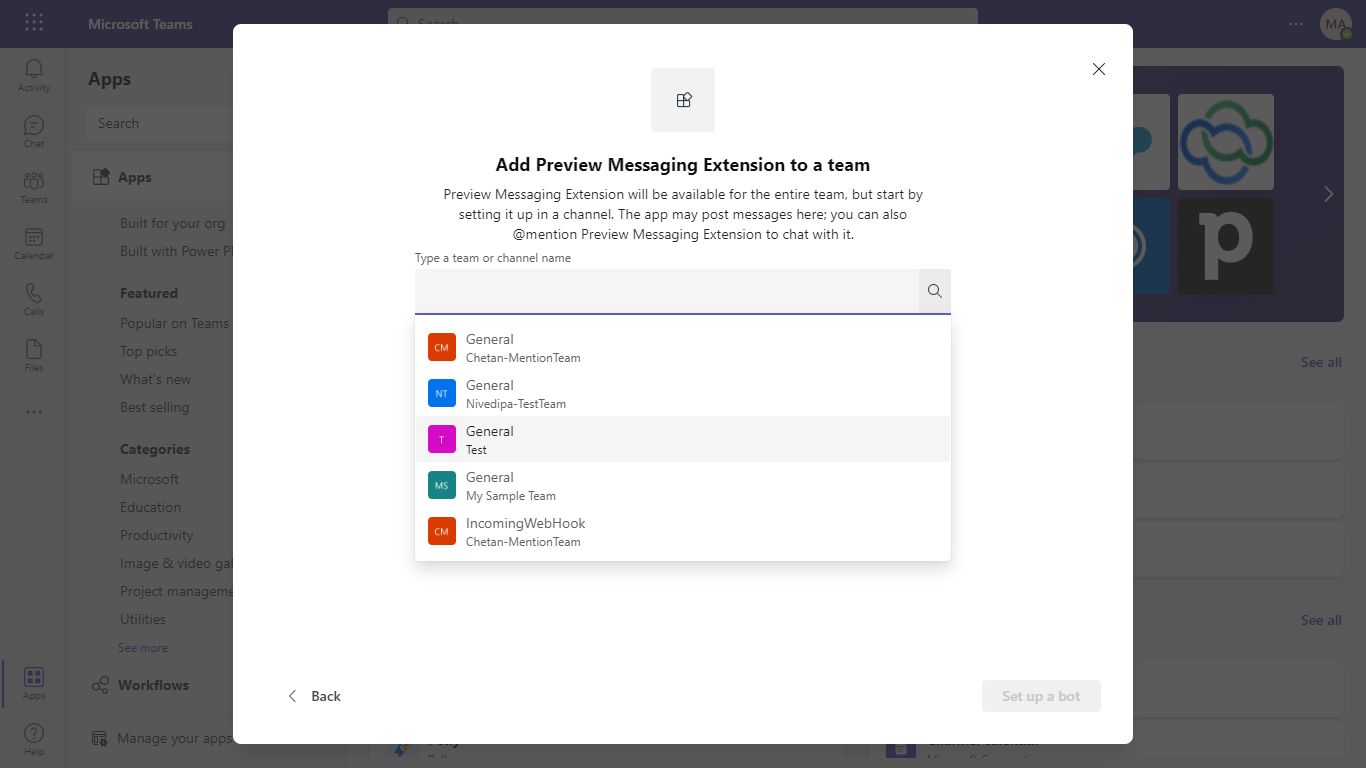 Microsoft Teams
Search
MA
Activity
Chat
Teams
Calendar
Calls
Files
Apps
Help
Apps
Search
Apps
Built for your org
Built with Power
Featured
Popular on Teams
Top picks
What's new
Best selling
Categories
Microsoft
Education
Productivity
Image & video
Project
Utilities
See more
Workflows
Manage your apps
Add Preview Messaging Extension to a team
Preview Messaging Extension will be available for the entire team, but start by
setting it up in a channel. The app may post messages here; you can also
@mention Preview Messaging Extension to chat with it.
Type a team or channel name
CM
General
Chetan-MentionTeam
NT
General
Nivedipa-TestTeam
T
General
Test
MS
General
My Sample Team
CM
IncomingWebHook
Chetan-MentionTeam
Back
Set up a bot
p
See all
See all